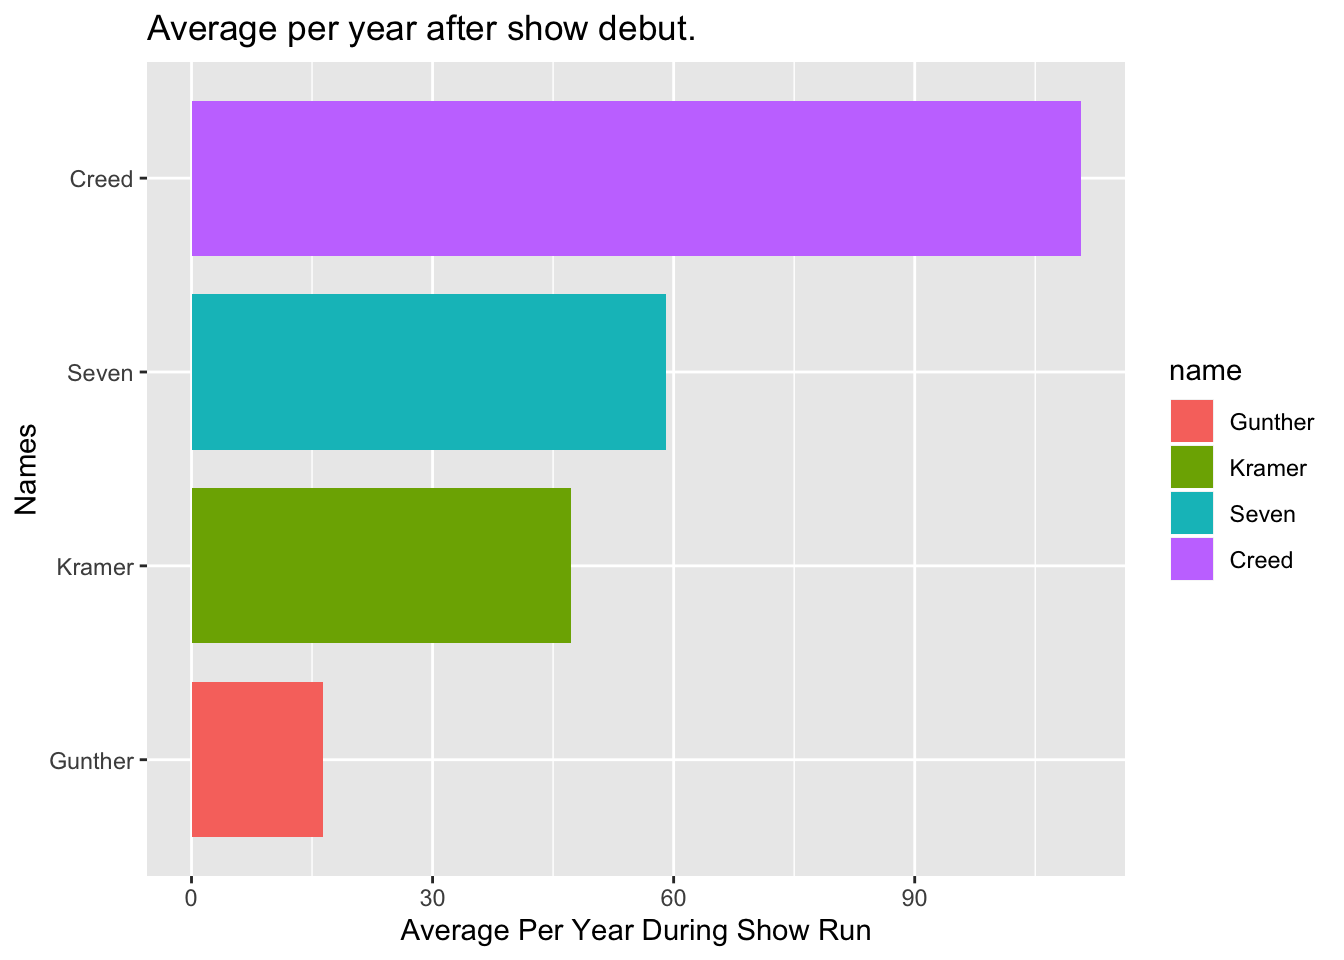 Average per year after show debut.
Names
Creed
Seven
Kramer
Gunther
0 30 60 90
Average Per Year During Show Run
name
Gunther
Kramer
Seven
Creed